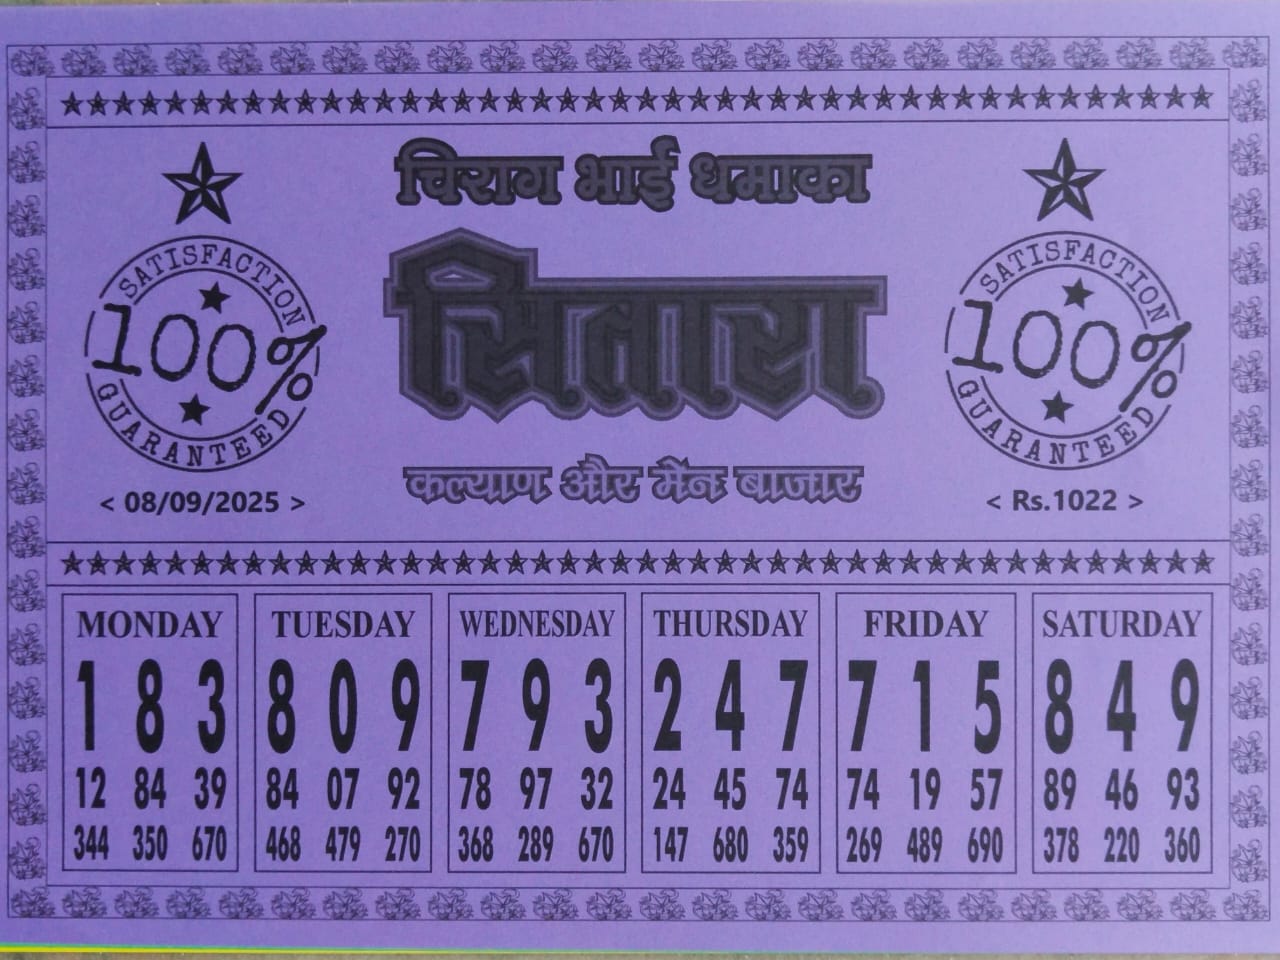 चिराग भाई धमाका
SATISFACTION
100%
GUARANTEED
सितारा
SATISFACTION
100%
GUARANTEED
कल्याण और मेन बाजार
< 08/09/2025 >
< Rs.1022 >
MONDAY TUESDAY WEDNESDAY THURSDAY FRIDAY SATURDAY
1 8 3 8 0 9 7 9 3 2 4 7 7 1 5 8 4 9
12 84 39 84 07 92 78 97 32 24 45 74 74 19 57 89 46 93
344 350 670 468 479 270 368 289 670 147 680 359 269 489 690 378 220 360